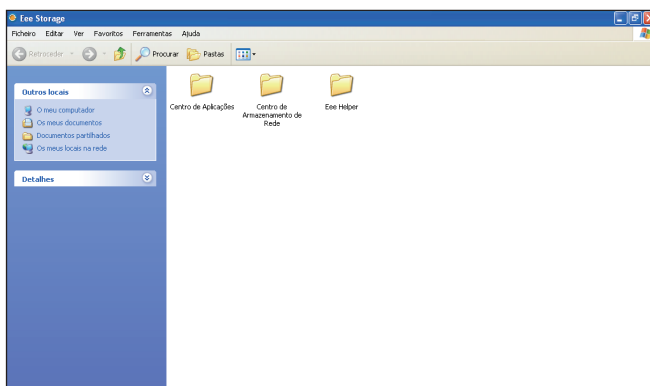 Eee Storage
Ficheiro Editar Ver Favoritos Ferramentas Ajuda
Retroceder Procurar Pastas
Outros locais
O meu computador
Os meus documentos
Documentos partilhados
Os meus locais na rede
Detalhes
Centro de Aplicações
Centro de
Armazenamento de
Rede
Eee Helper